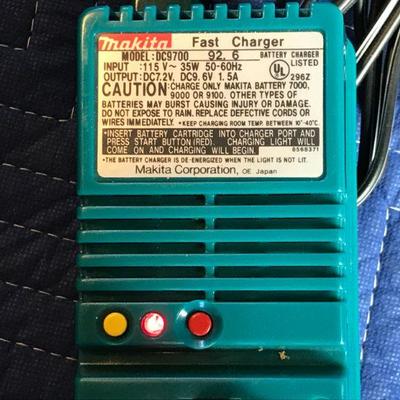 makita Fast Charger
MODEL:DC9700 92.6 BATTERY CHARGER
INPUT :115 V~ 35W 50-60Hz LISTED
OUTPUT:DC7.2V, DC9.6V 1.5A UL 296Z
CAUTION:CHARGE ONLY MAKITA BATTERY 7000,
9000 OR 9100. OTHER TYPES OF
BATTERIES MAY BURST CAUSING INJURY OR DAMAGE.
DO NOT EXPOSE TO RAIN. REPLACE DEFECTIVE CORDS OR
WIRES IMMEDIATELY. •KEEP CHARGING ROOM TEMP. BETWEEN 10°-40°C.
•INSERT BATTERY CARTRIDGE INTO CHARGER PORT AND
PRESS START BUTTON (RED). CHARGING LIGHT WILL
COME ON AND CHARGING WILL BEGIN. 8568371
•THE BATTERY CHARGER IS DE-ENERGIZED WHEN THE LIGHT IS NOT LIT.
Makita Corporation, OE Japan